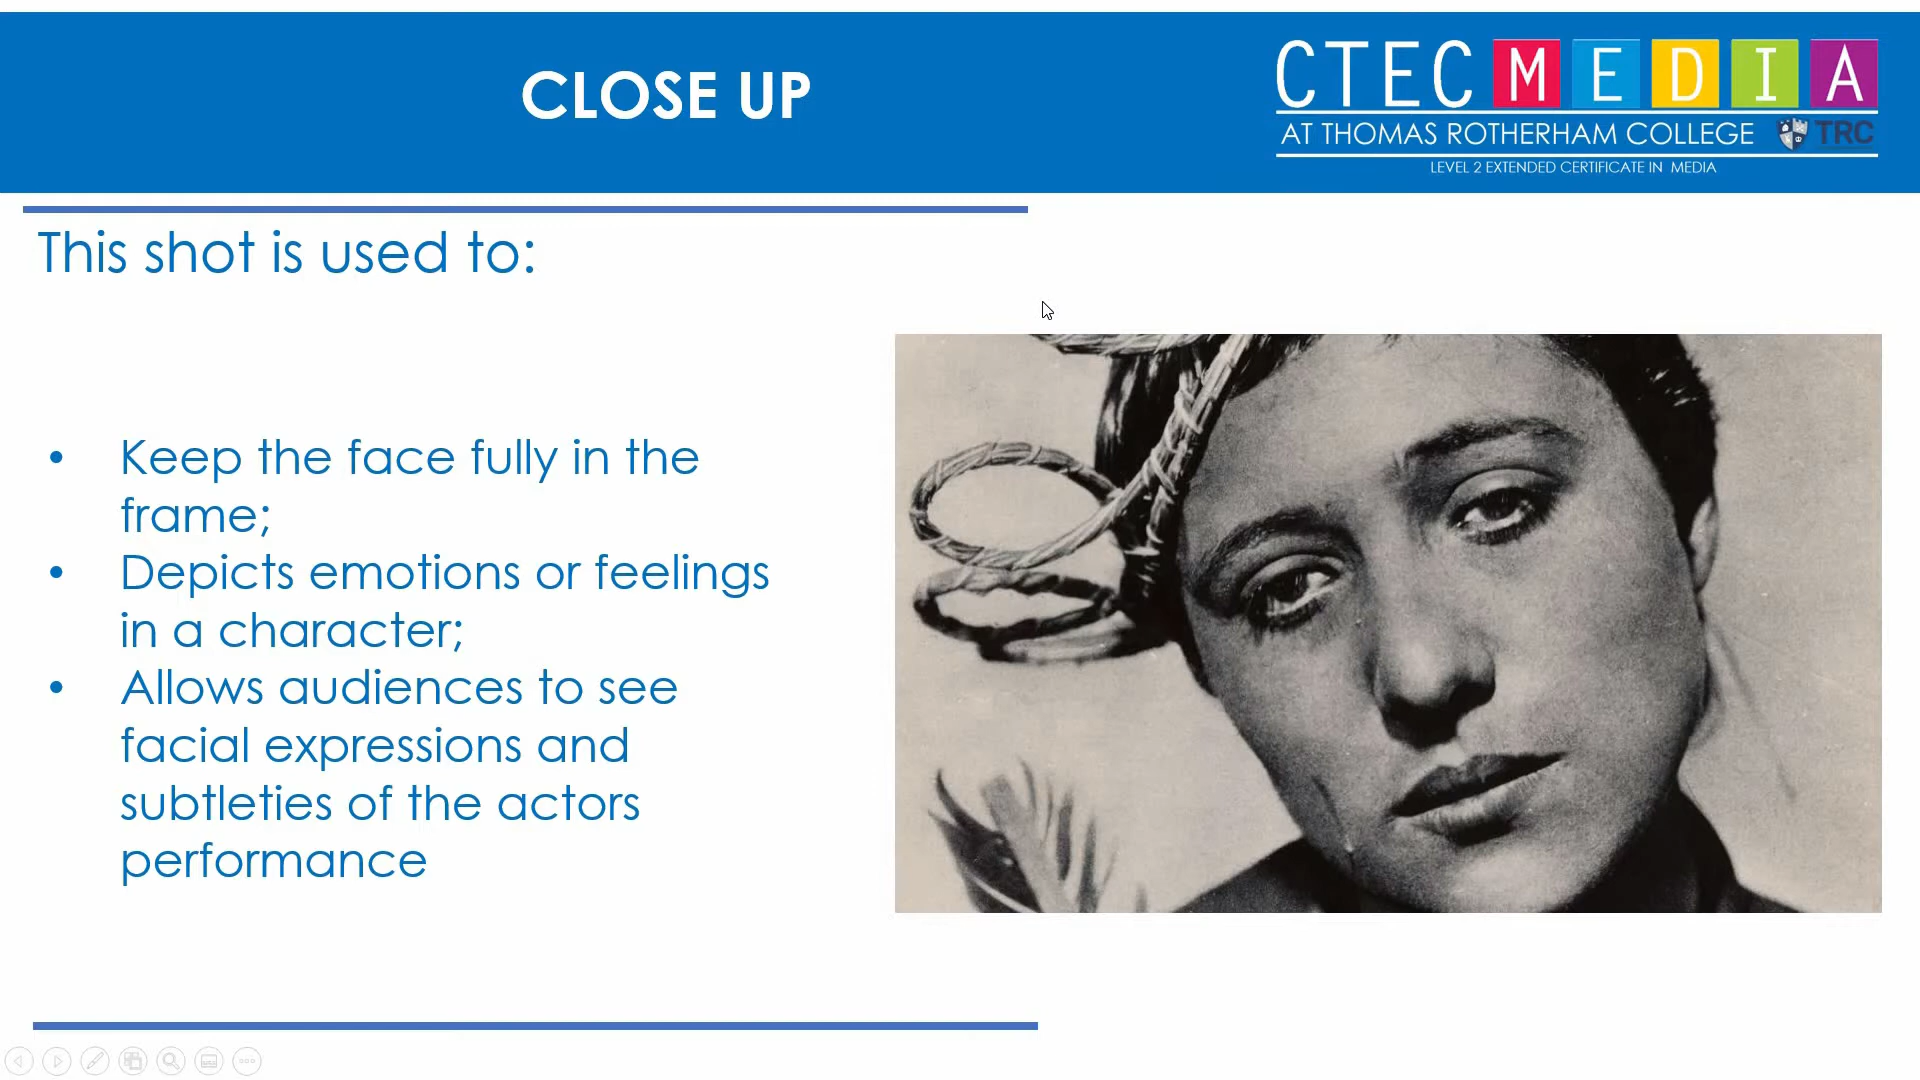 CLOSE UP
CTEC MEDIA
AT THOMAS ROTHERHAM COLLEGE TRC
LEVEL 2 EXTENDED CERTIFICATE IN MEDIA
This shot is used to:
• Keep the face fully in the
frame;
• Depicts emotions or feelings
in a character;
• Allows audiences to see
facial expressions and
subtleties of the actors
performance